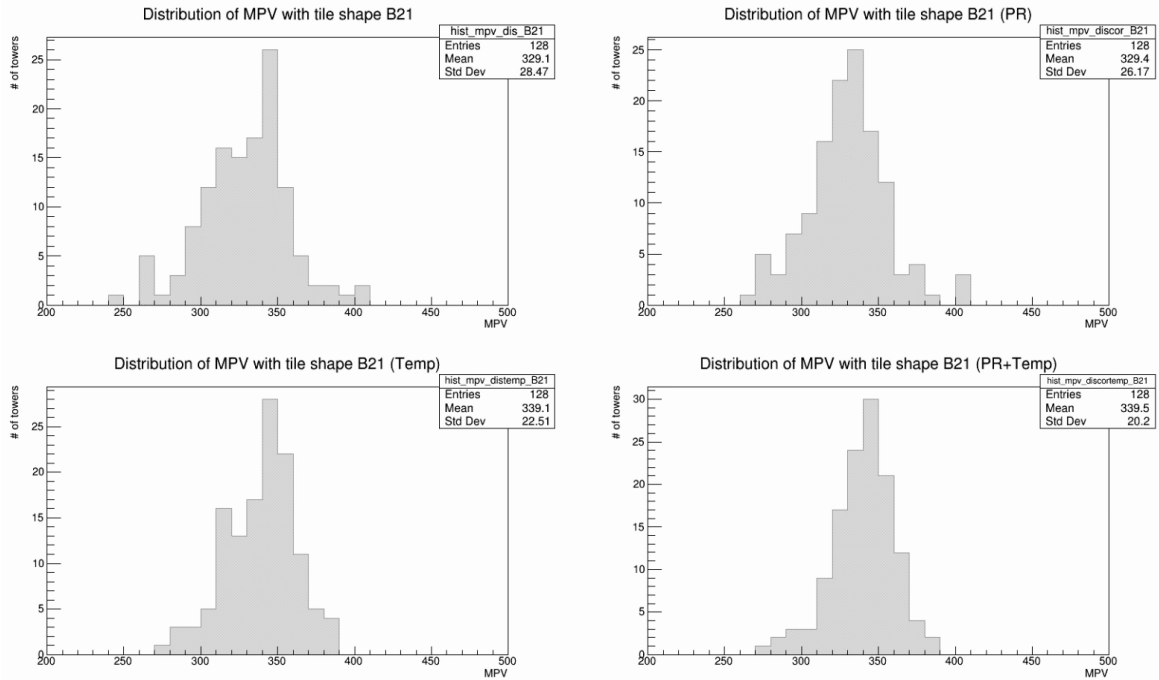 Distribution of MPV with tile shape B21
hist_mpv_dis_B21
Entries 128
Mean 329.1
Std Dev 28.47
# of towers
25
20
15
10
5
0
200 250 300 350 400 450 500
MPV
Distribution of MPV with tile shape B21 (PR)
hist_mpv_discor_B21
Entries 128
Mean 329.4
Std Dev 26.17
# of towers
25
20
15
10
5
0
200 250 300 350 400 450 500
MPV
Distribution of MPV with tile shape B21 (Temp)
hist_mpv_distemp_B21
Entries 128
Mean 339.1
Std Dev 22.51
# of towers
25
20
15
10
5
0
200 250 300 350 400 450 500
MPV
Distribution of MPV with tile shape B21 (PR+Temp)
hist_mpv_discortemp_B21
Entries 128
Mean 339.5
Std Dev 20.2
# of towers
30
25
20
15
10
5
0
200 250 300 350 400 450 500
MPV